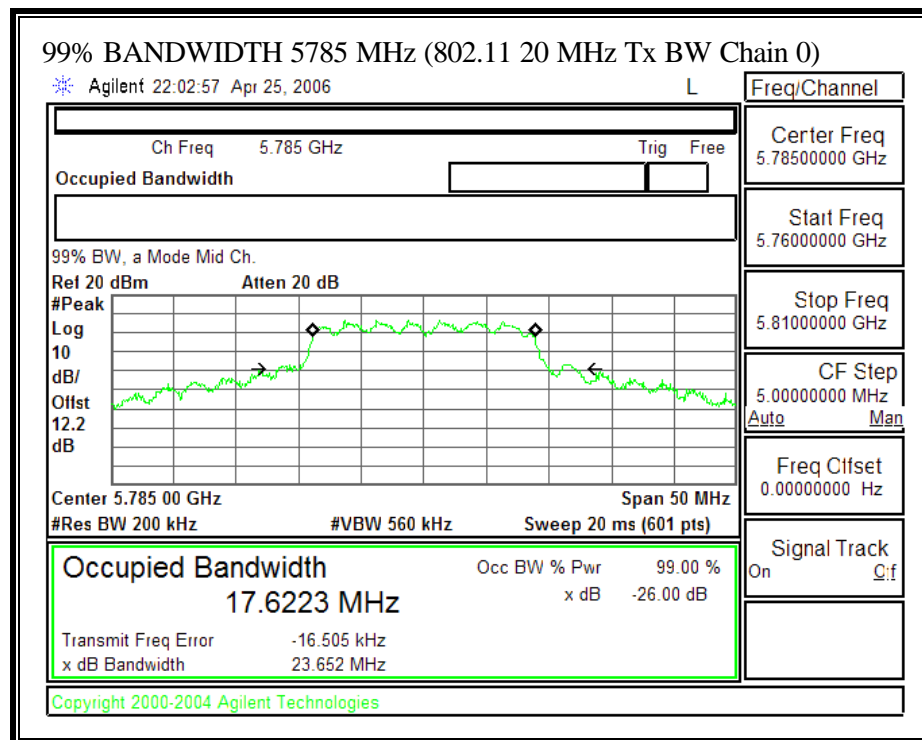 99% BANDWIDTH 5785 MHz (802.11 20 MHz Tx BW Chain 0)
Agilent 22:02:57 Apr 25, 2006 L
Freq/Channel
Ch Freq 5.785 GHz Trig Free
Occupied Bandwidth
Center Freq
5.78500000 GHz
Start Freq
5.76000000 GHz
Stop Freq
5.81000000 GHz
CF Step
5.00000000 MHz
Auto Man
Freq Offset
0.00000000 Hz
Signal Track
On Off
99% BW, a Mode Mid Ch.
Ref 20 dBm Atten 20 dB
#Peak
Log
10
dB/
Offst
12.2
dB
Center 5.785 00 GHz Span 50 MHz
#Res BW 200 kHz #VBW 560 kHz Sweep 20 ms (601 pts)
Occupied Bandwidth
17.6223 MHz
Occ BW % Pwr 99.00 %
x dB -26.00 dB
Transmit Freq Error -16.505 kHz
x dB Bandwidth 23.652 MHz
Copyright 2000-2004 Agilent Technologies